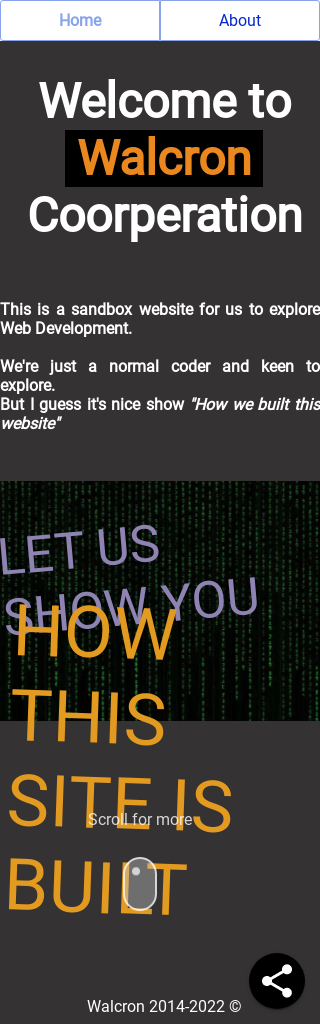 Home
About
Welcome to
Walcron
Coorperation
This is a sandbox website for us to explore
Web Development.
We're just a normal coder and keen to
explore.
But I guess it's nice show "How we built this
website"
LET US
SHOW YOU
HOW
THIS
SITE IS
BUILT
Scroll for more
Walcron 2014-2022 ©